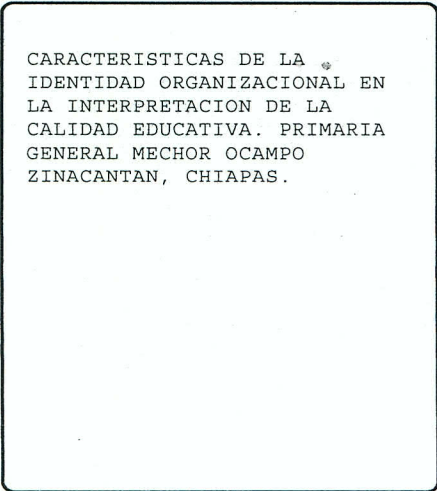 CARACTERISTICAS DE LA
IDENTIDAD ORGANIZACIONAL EN
LA INTERPRETACION DE LA
CALIDAD EDUCATIVA. PRIMARIA
GENERAL MECHOR OCAMPO
ZINACANTAN, CHIAPAS.